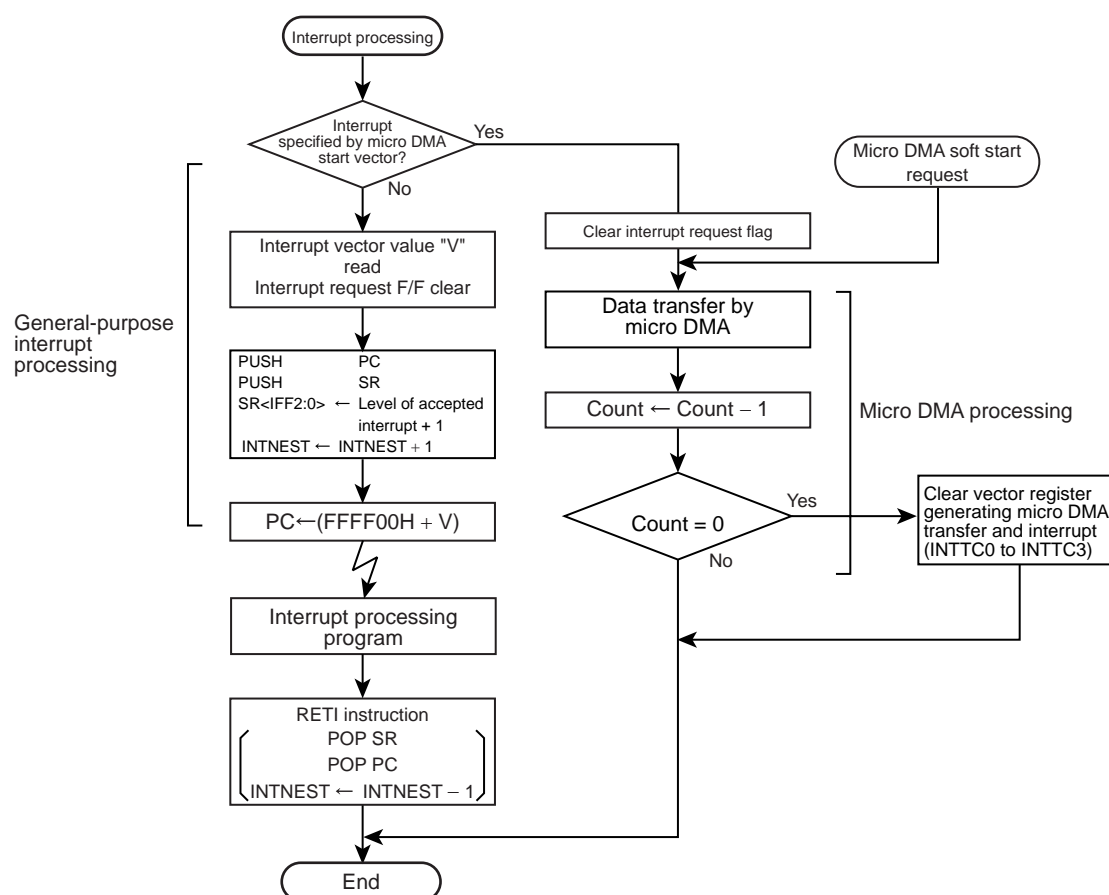 Interrupt processing
Interrupt
specified by micro DMA
start vector?
Yes
No
Micro DMA soft start
request
Clear interrupt request flag
General-purpose
interrupt
processing
Interrupt vector value "V"
read
Interrupt request F/F clear
PUSH PC
PUSH SR
SR<IFF2:0> ← Level of accepted
interrupt + 1
INTNEST ← INTNEST + 1
PC←(FFFF00H + V)
Interrupt processing
program
RETI instruction
POP SR
POP PC
INTNEST ← INTNEST − 1
End
Data transfer by
micro DMA
Count ← Count − 1
Micro DMA processing
Count = 0
Yes
No
Clear vector register
generating micro DMA
transfer and interrupt
(INTTC0 to INTTC3)